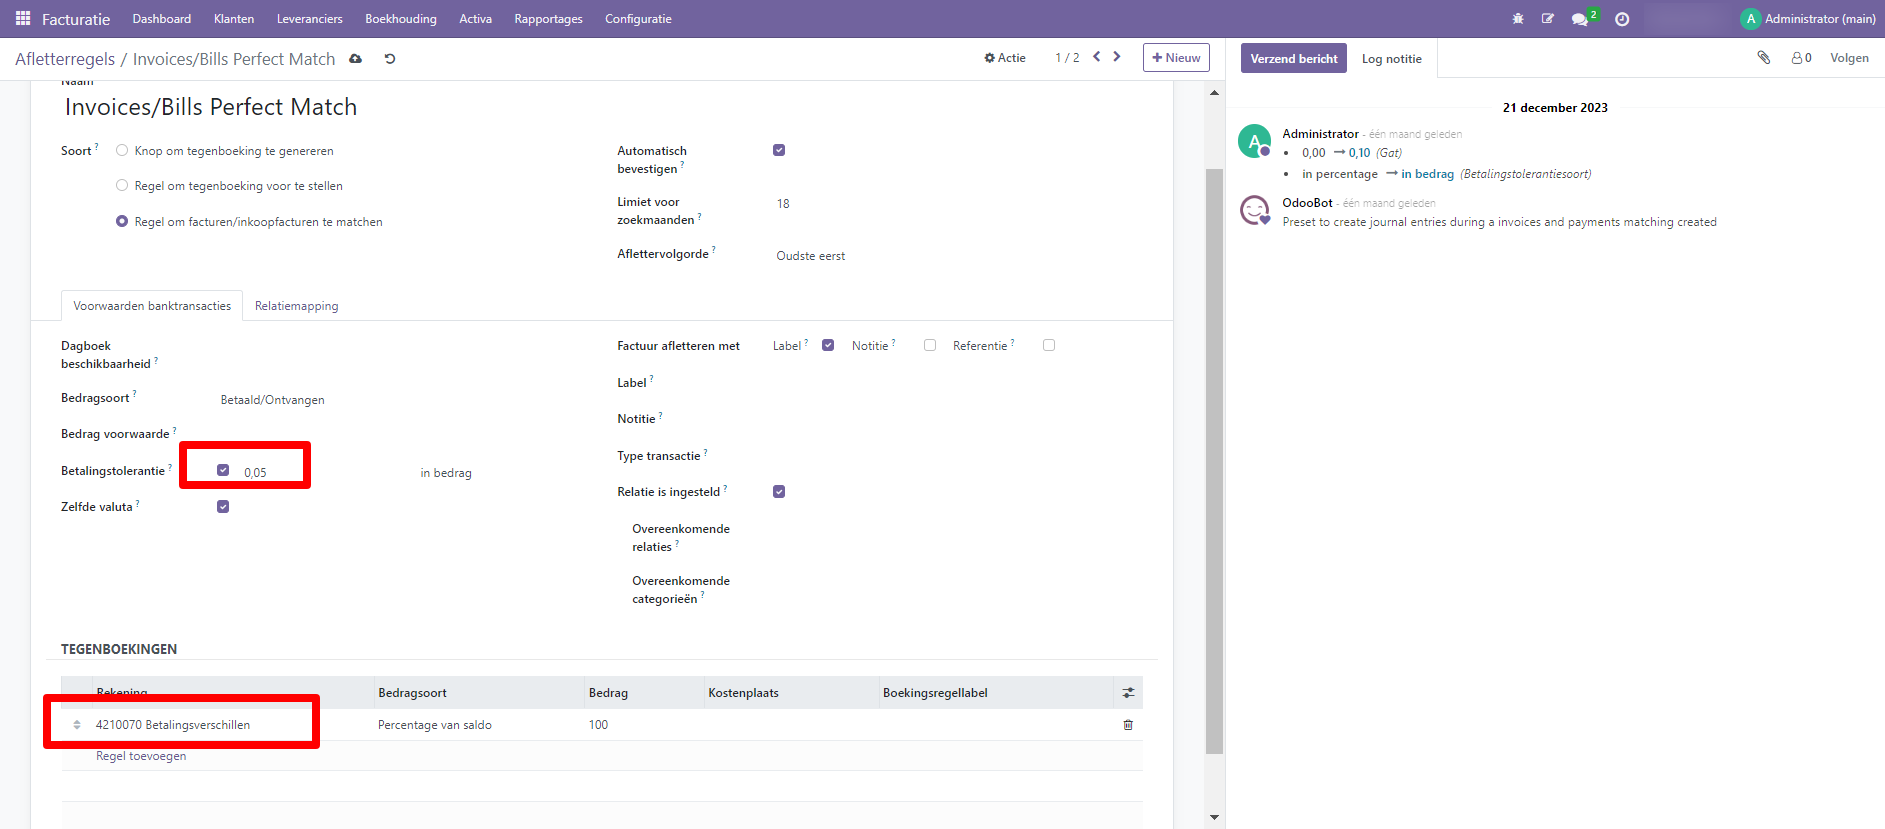 Facturatie Dashboard Klanten Leveranciers Boekhouding Activa Rapportages Configuratie 2 A Administrator (main)
Afletterregels / Invoices/Bills Perfect Match Actie 1 / 2 Nieuw
Naam
Invoices/Bills Perfect Match
Soort ? Knop om tegenboeking te genereren
Regel om tegenboeking voor te stellen
Regel om facturen/inkoopfacturen te matchen
Automatisch
bevestigen ?
Limiet voor
zoekmaanden ? 18
Aflettervolgorde ? Oudste eerst
Voorwaarden banktransacties Relatiemapping
Dagboek
beschikbaarheid ?
Bedragsoort ? Betaald/Ontvangen
Bedrag voorwaarde ?
Betalingstolerantie ? 0,05 in bedrag
Zelfde valuta ?
Factuur afletteren met Label ? Notitie ? Referentie ?
Label ?
Notitie ?
Type transactie ?
Relatie is ingesteld ?
Overeenkomende
relaties ?
Overeenkomende
categorieën ?
TEGENBOEKINGEN
Rekening Bedragsoort Bedrag Kostenplaats Boekingsregellabel
4210070 Betalingsverschillen Percentage van saldo 100
Regel toevoegen
Verzend bericht Log notitie 0 Volgen
21 december 2023
A Administrator - één maand geleden
0,00 → 0,10 (Gat)
in percentage → in bedrag (Betalingstolerantiesoort)
OdooBot - één maand geleden
Preset to create journal entries during a invoices and payments matching created